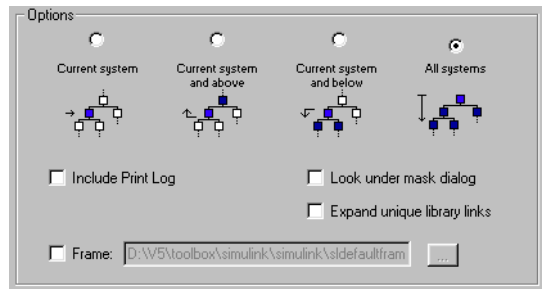 Options
Current system
Current system
and above
Current system
and below
All systems
Include Print Log
Look under mask dialog
Expand unique library links
Frame: D:\V5\toolbox\simulink\simulink\sldefaultfram
...